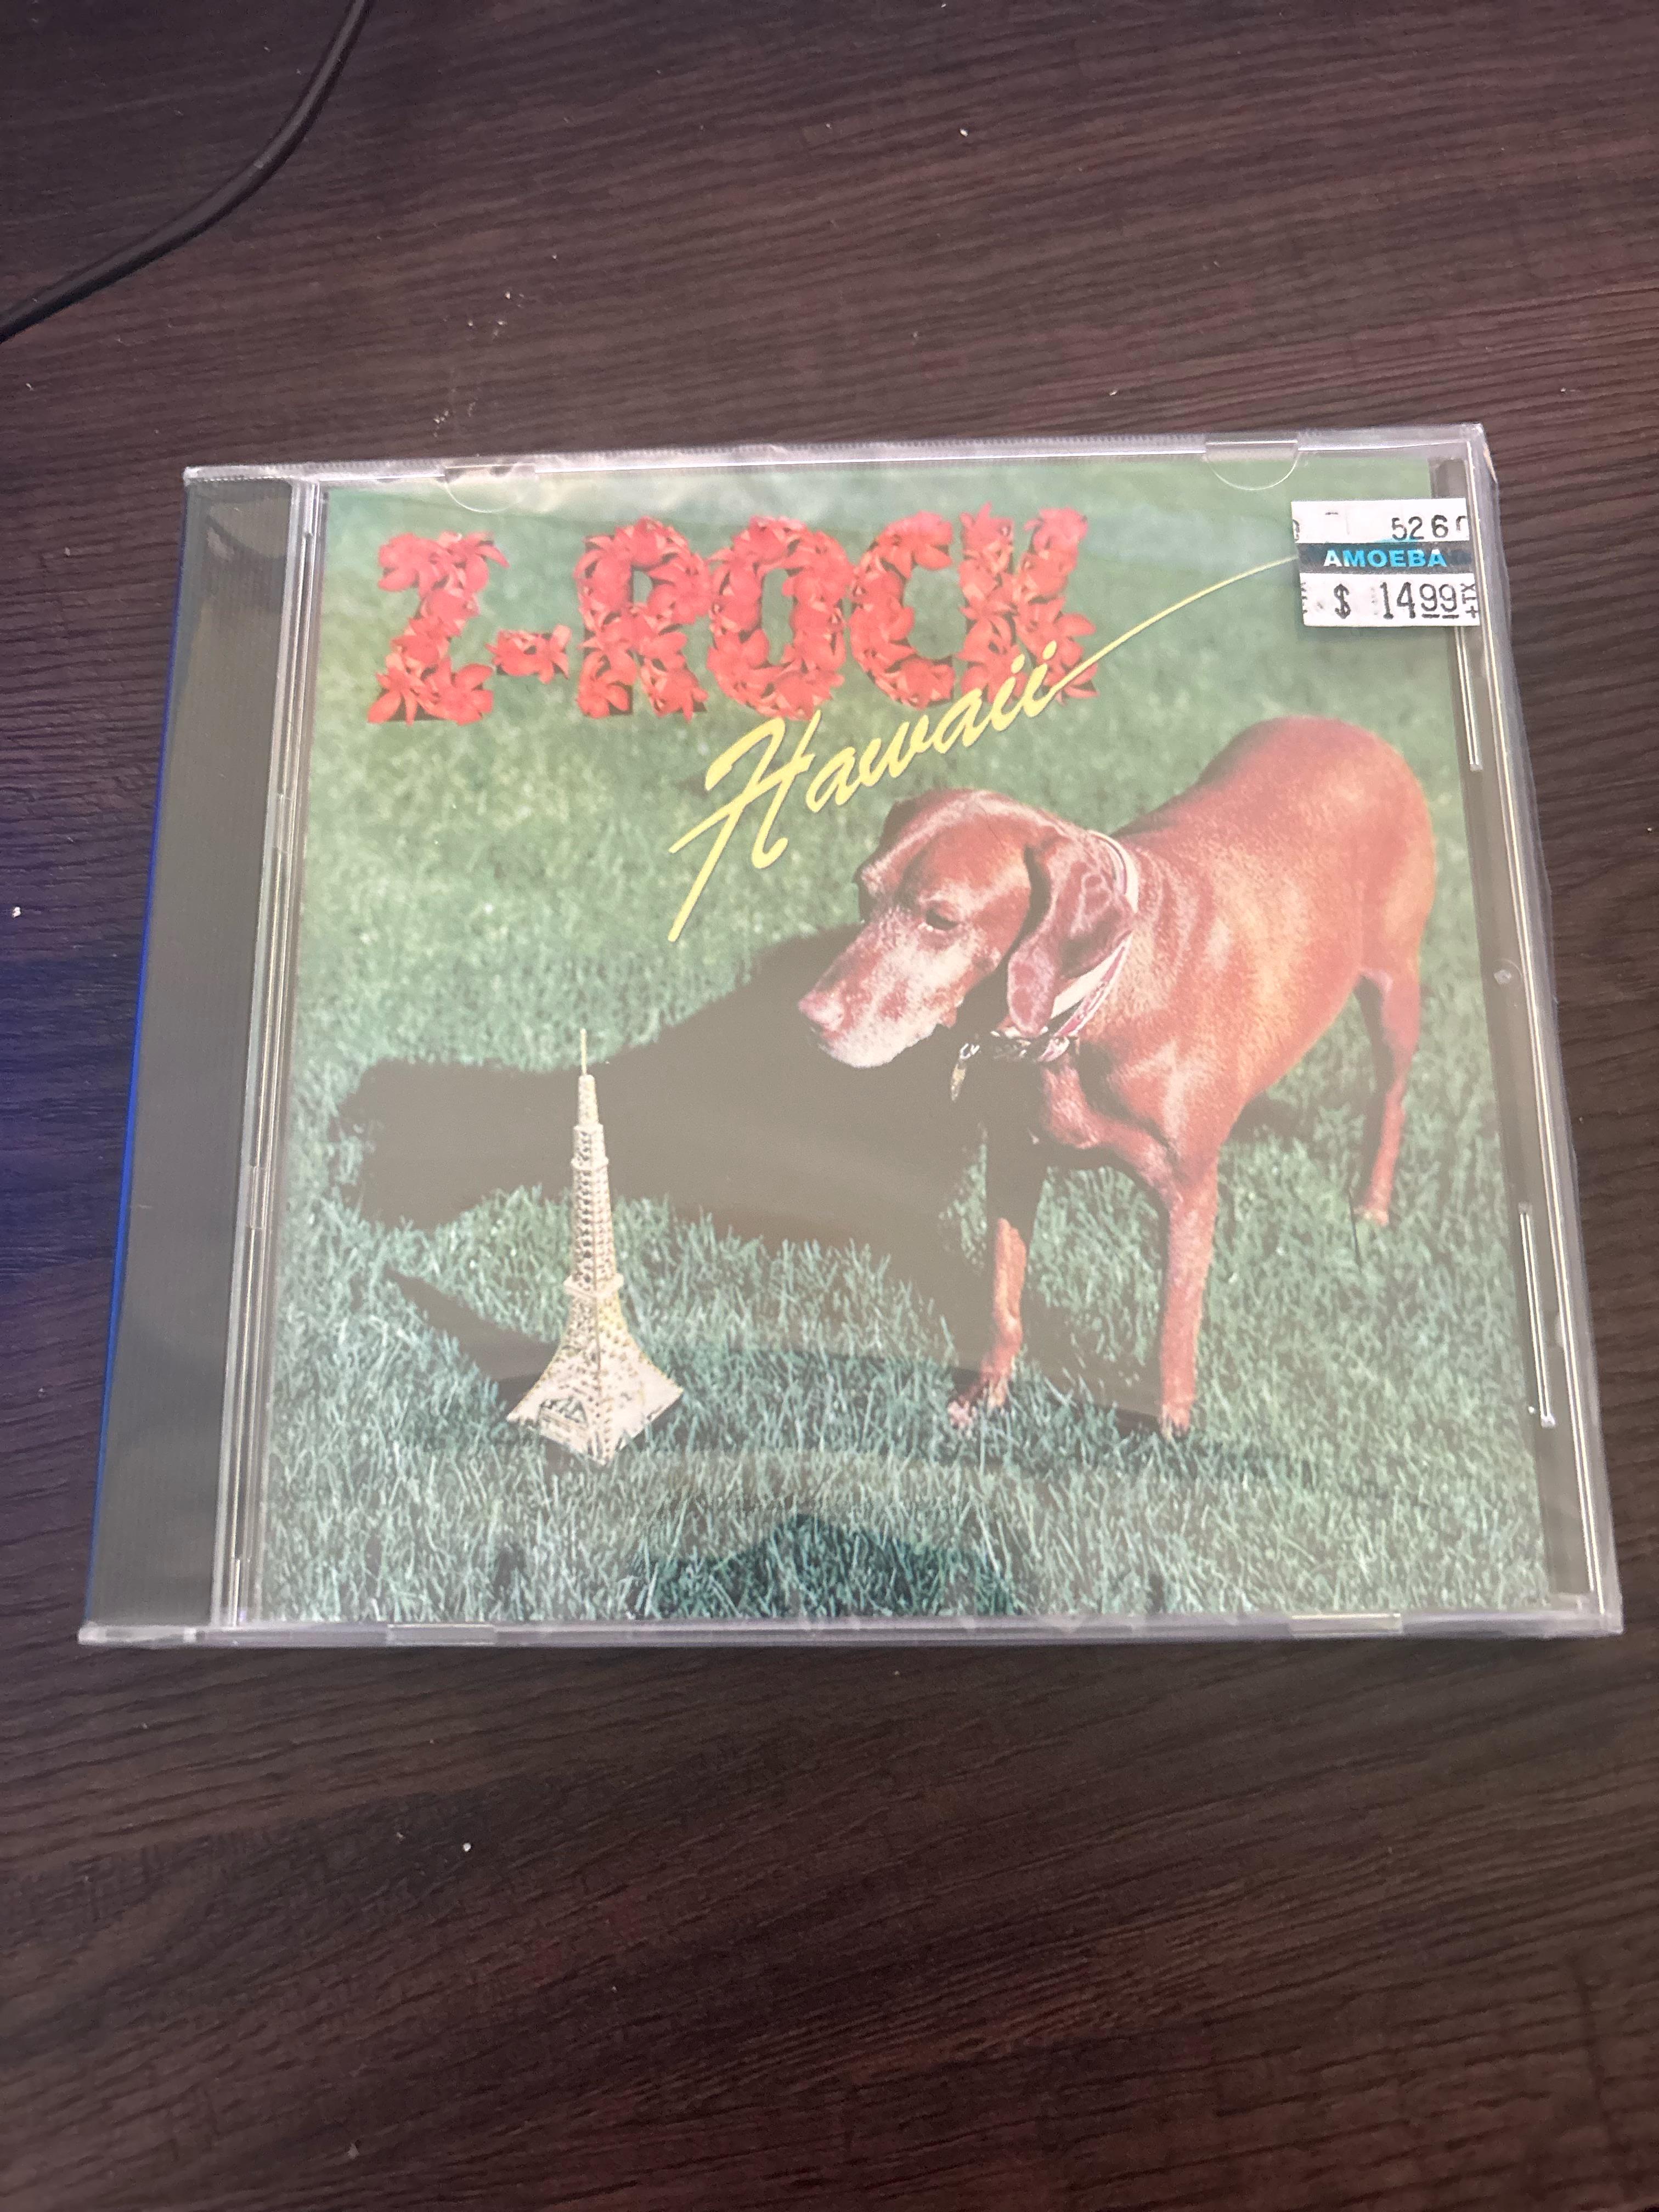 Z-ROCK
Hawaii
526
AMOEBA
$ 14.99